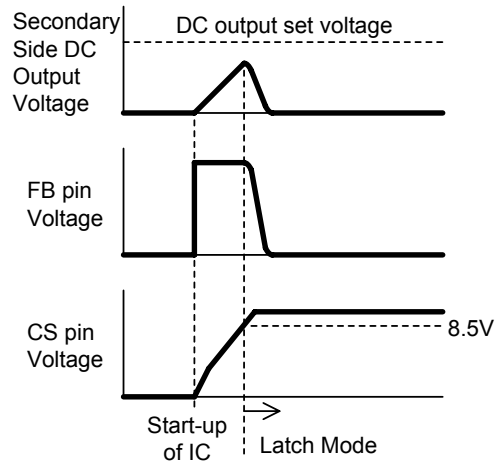 Secondary
Side DC
Output
Voltage
DC output set voltage
FB pin
Voltage
CS pin
Voltage
8.5V
Start-up
of IC
Latch Mode